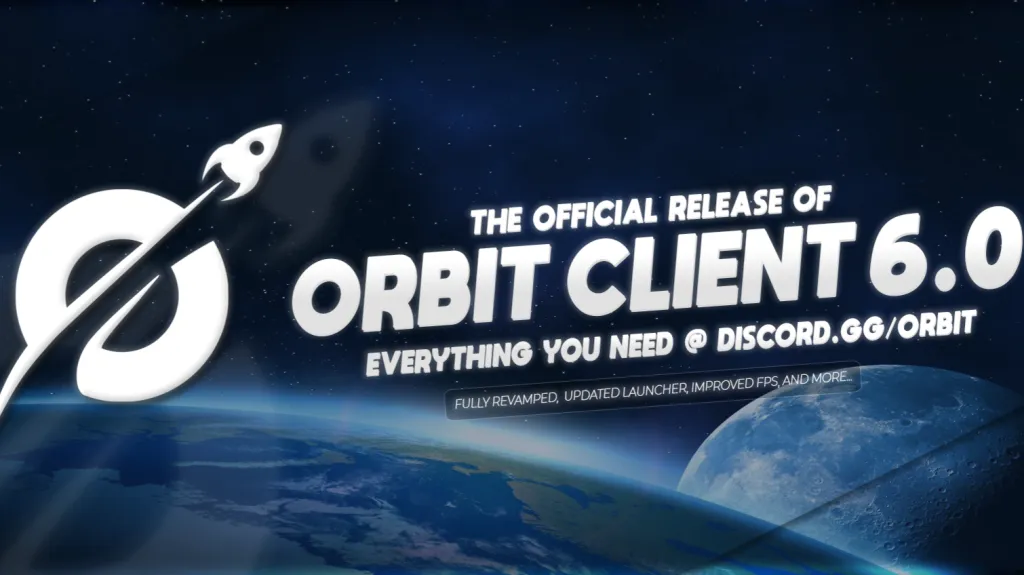 THE OFFICIAL RELEASE OF
ORBIT CLIENT 6.0
EVERYTHING YOU NEED @ DISCORD.GG/ORBIT
FULLY REVAMPED, UPDATED LAUNCHER, IMPROVED FPS, AND MORE...